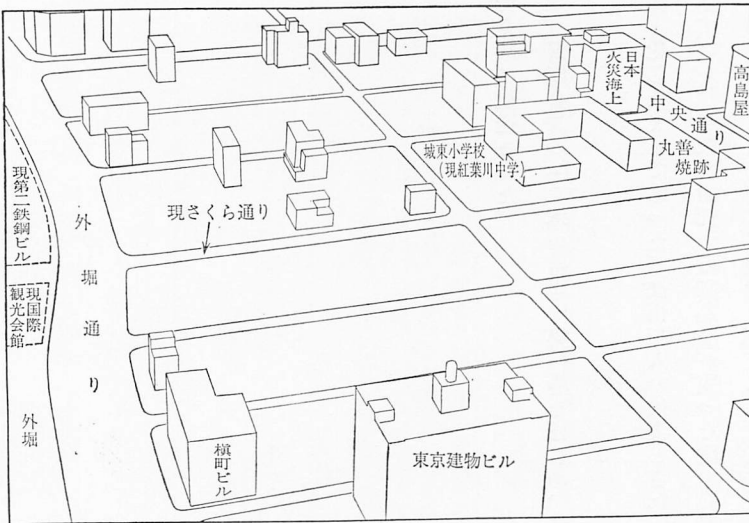 高島屋
日本
火災海上
中央通り
丸善
焼跡
城東小学校
(現紅葉川中学)
現さくら通り
外堀通り
現第二鉄鋼ビル
現国際
観光会館
外堀
槇町ビル
東京建物ビル